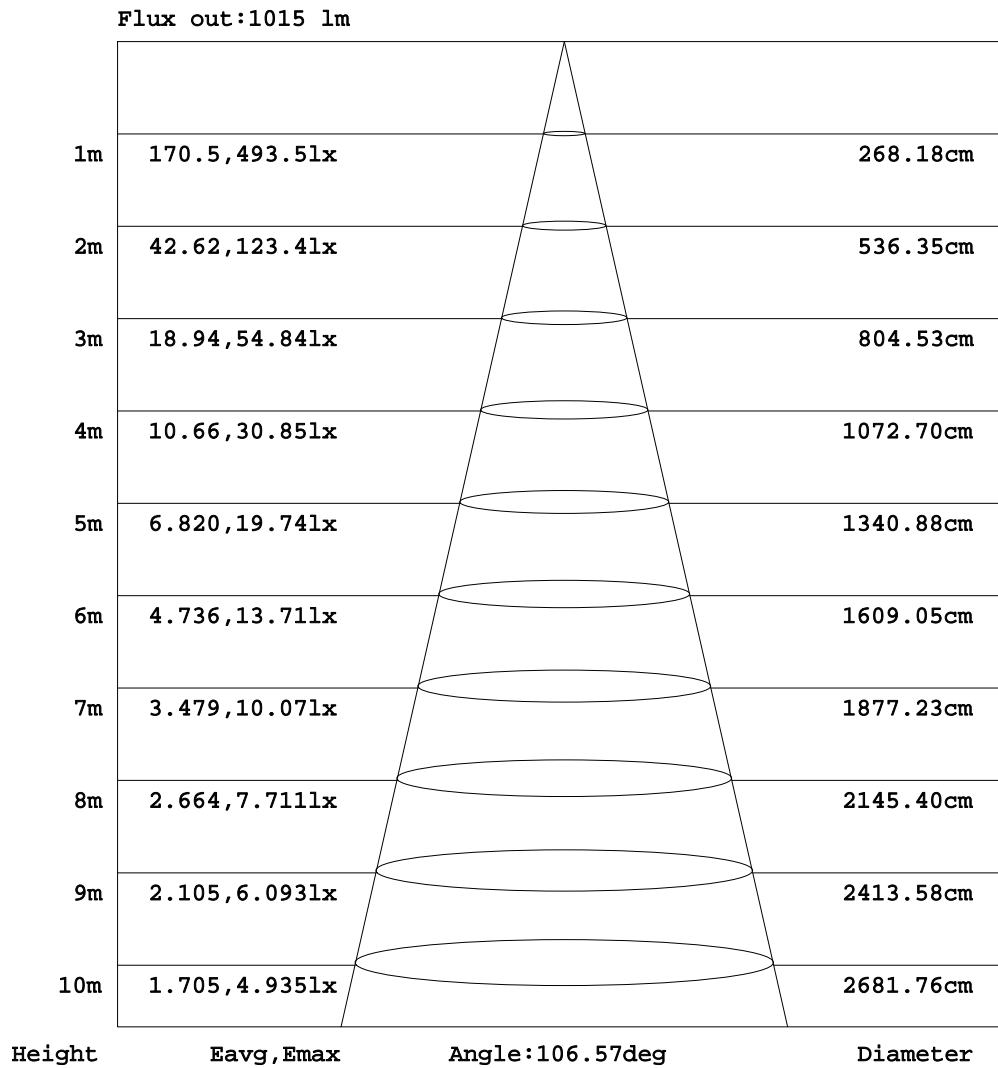 Flux out:1015 lm
1m 170.5,493.5lx 268.18cm
2m 42.62,123.4lx 536.35cm
3m 18.94,54.84lx 804.53cm
4m 10.66,30.85lx 1072.70cm
5m 6.820,19.74lx 1340.88cm
6m 4.736,13.71lx 1609.05cm
7m 3.479,10.07lx 1877.23cm
8m 2.664,7.711lx 2145.40cm
9m 2.105,6.093lx 2413.58cm
10m 1.705,4.935lx 2681.76cm
Height Eavg,Emax Angle:106.57deg Diameter